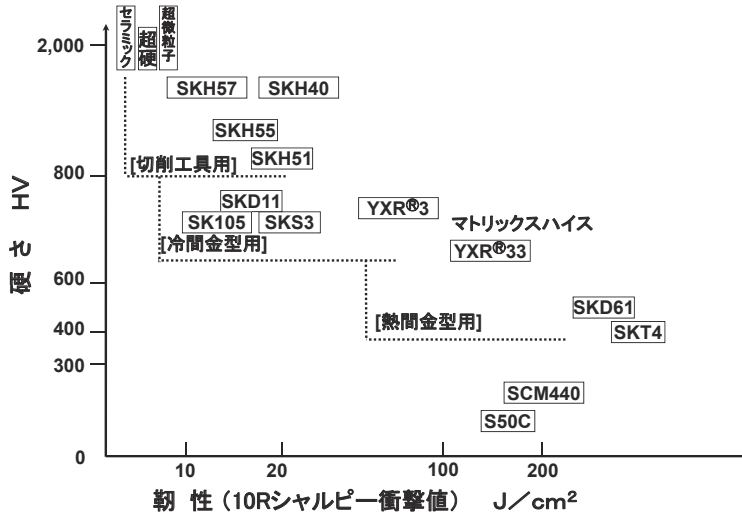 セラミック
超硬
超微粒子
2,000
SKH57
SKH40
SKH55
SKH51
[切削工具用]
800
硬さ HV
SKD11
YXR®3
SK105
SKS3
マトリックスハイス
[冷間金型用]
YXR®33
600
SKD61
[熱間金型用]
400
SKT4
300
SCM440
S50C
0
10
20
100
200
靭 性（10Rシャルピー衝撃値） J／cm²